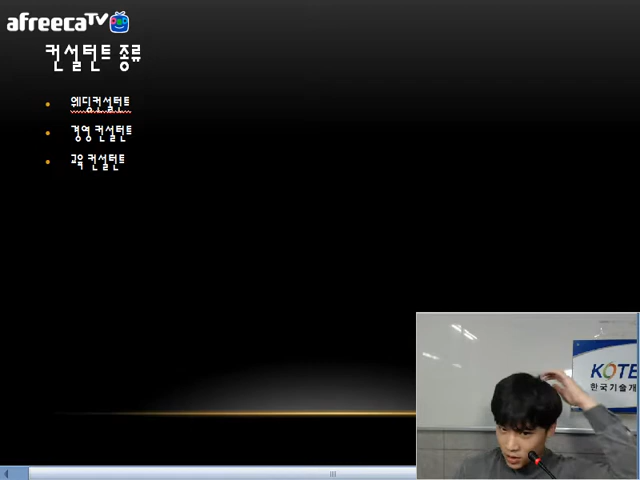 afreecaTV
컨설턴트 종류
웨딩컨설턴트
경영 컨설턴트
교육 컨설턴트
KOTE
한국기술개